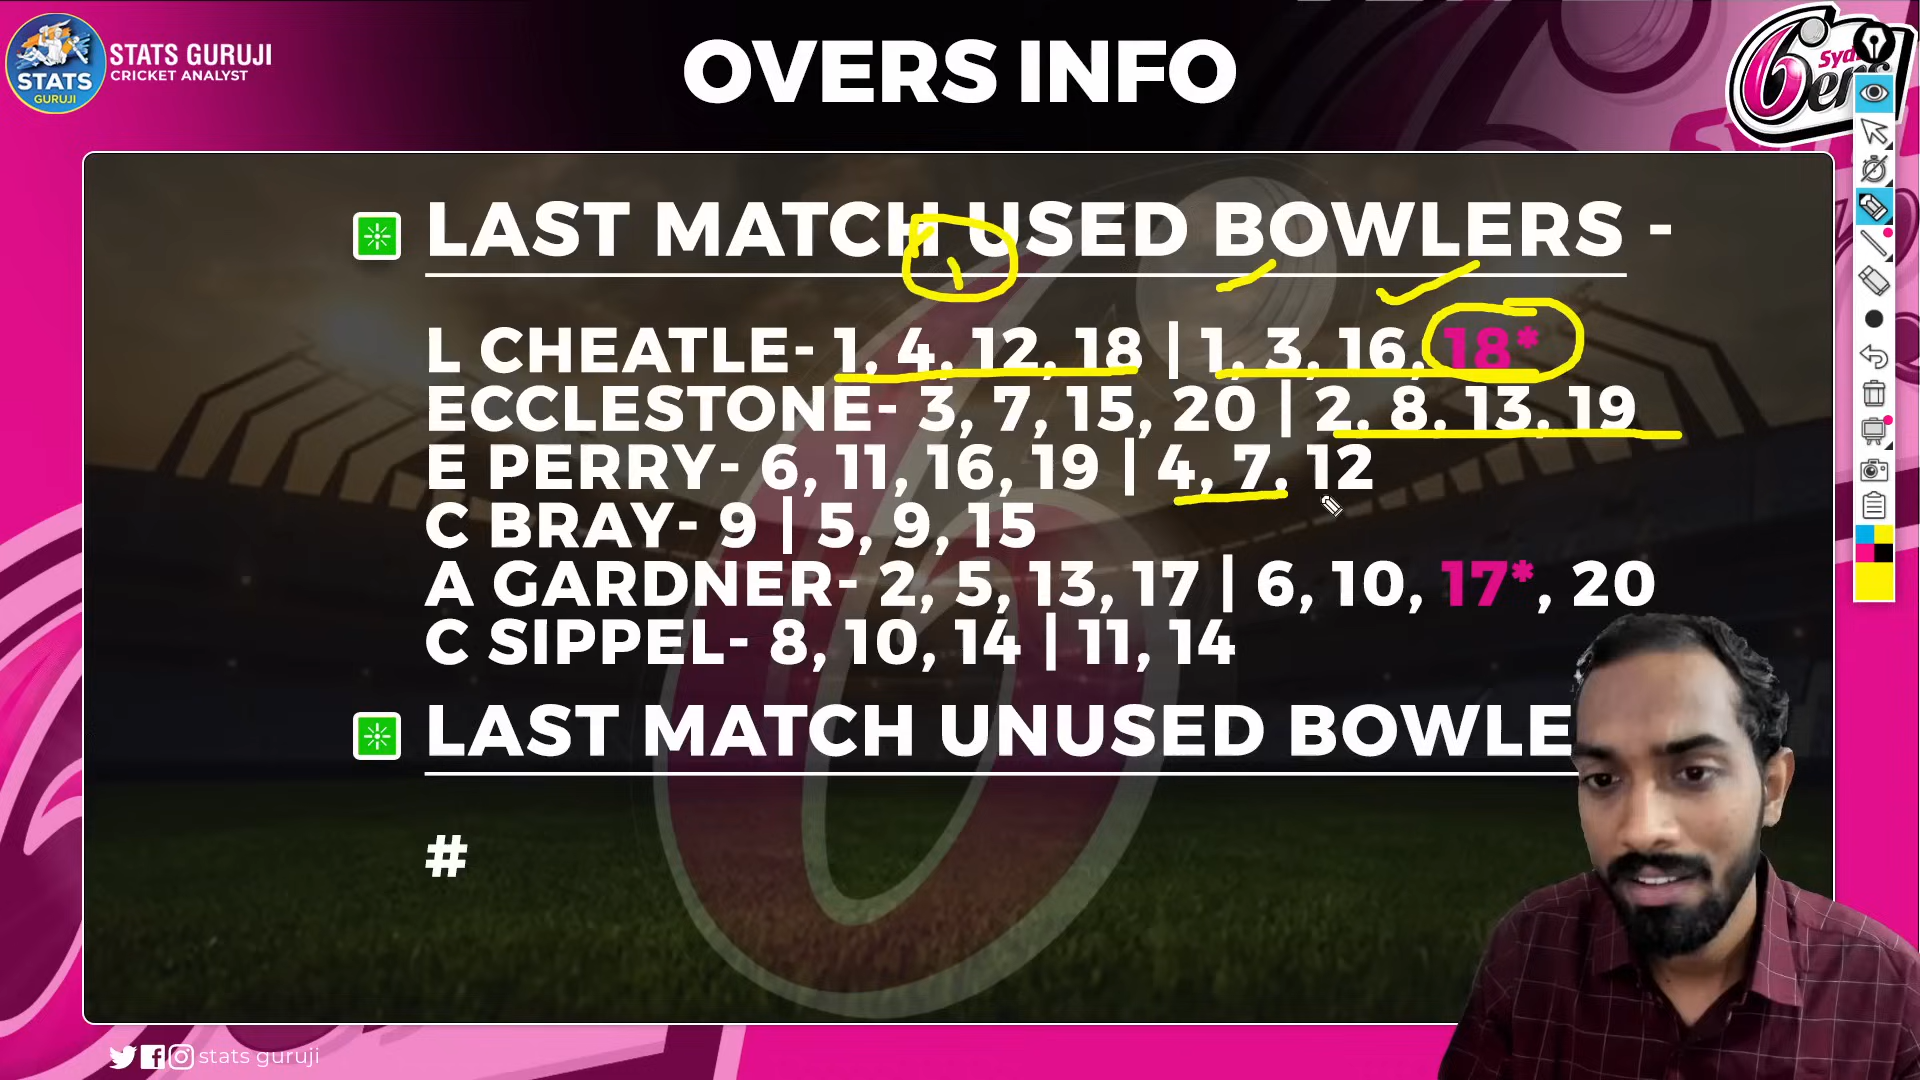 STATS GURUJI
CRICKET ANALYST
STATS
GURUJI
OVERS INFO
LAST MATCH USED BOWLERS -
L CHEATLE- 1, 4, 12, 18 | 1, 3, 16, 18*
ECCLESTONE- 3, 7, 15, 20 | 2, 8, 13, 19
E PERRY- 6, 11, 16, 19 | 4, 7, 12
C BRAY- 9 | 5, 9, 15
A GARDNER- 2, 5, 13, 17 | 6, 10, 17*, 20
C SIPPEL- 8, 10, 14 | 11, 14
LAST MATCH UNUSED BOWLE
#
stats guruji